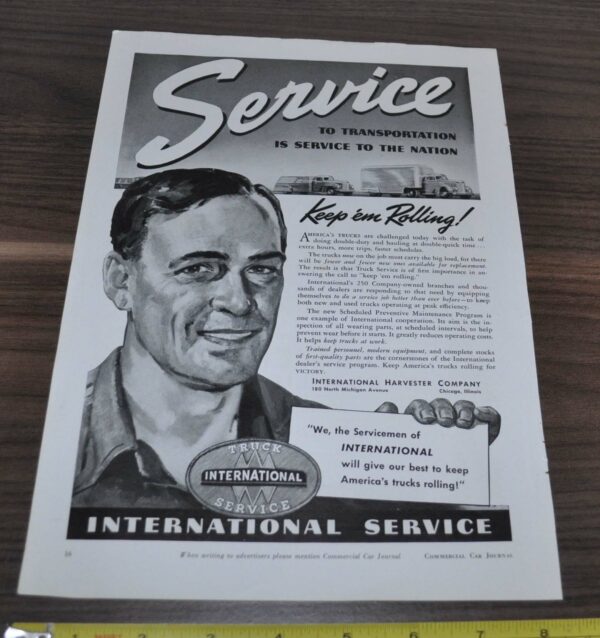 Service
TO TRANSPORTATION
IS SERVICE TO THE NATION
Keep 'em Rolling!
AMERICA'S TRUCKS are challenged today with the task of
doing double-duty and hauling at double-quick time ...
extra hours, more trips, faster schedules.
The trucks now on the job must carry the big load, for there
will be fewer and fewer new ones available for replacement.
The result is that Truck Service is of first importance in an-
swering the call to "keep 'em rolling."
International's 250 Company-owned branches and thou-
sands of dealers are responding to that need by equipping
themselves to do a service job better than ever before—to keep
both new and used trucks operating at peak efficiency.
The new Scheduled Preventive Maintenance Program is
one example of International cooperation. Its aim is the in-
spection of all wearing parts, at scheduled intervals, to help
prevent wear before it starts. It greatly reduces operating costs.
It helps keep trucks at work.
Trained personnel, modern equipment, and complete stocks
of first-quality parts are the cornerstones of the International
dealer's service program. Keep America's trucks rolling for
VICTORY.
INTERNATIONAL HARVESTER COMPANY
180 North Michigan Avenue Chicago, Illinois
"We, the Servicemen of
INTERNATIONAL
will give our best to keep
America's trucks rolling!"
TRUCK
INTERNATIONAL
SERVICE
INTERNATIONAL SERVICE
When writing to advertisers please mention Commercial Car Journal COMMERCIAL CAR JOURNAL
1 2 3 4 5 6 7 8